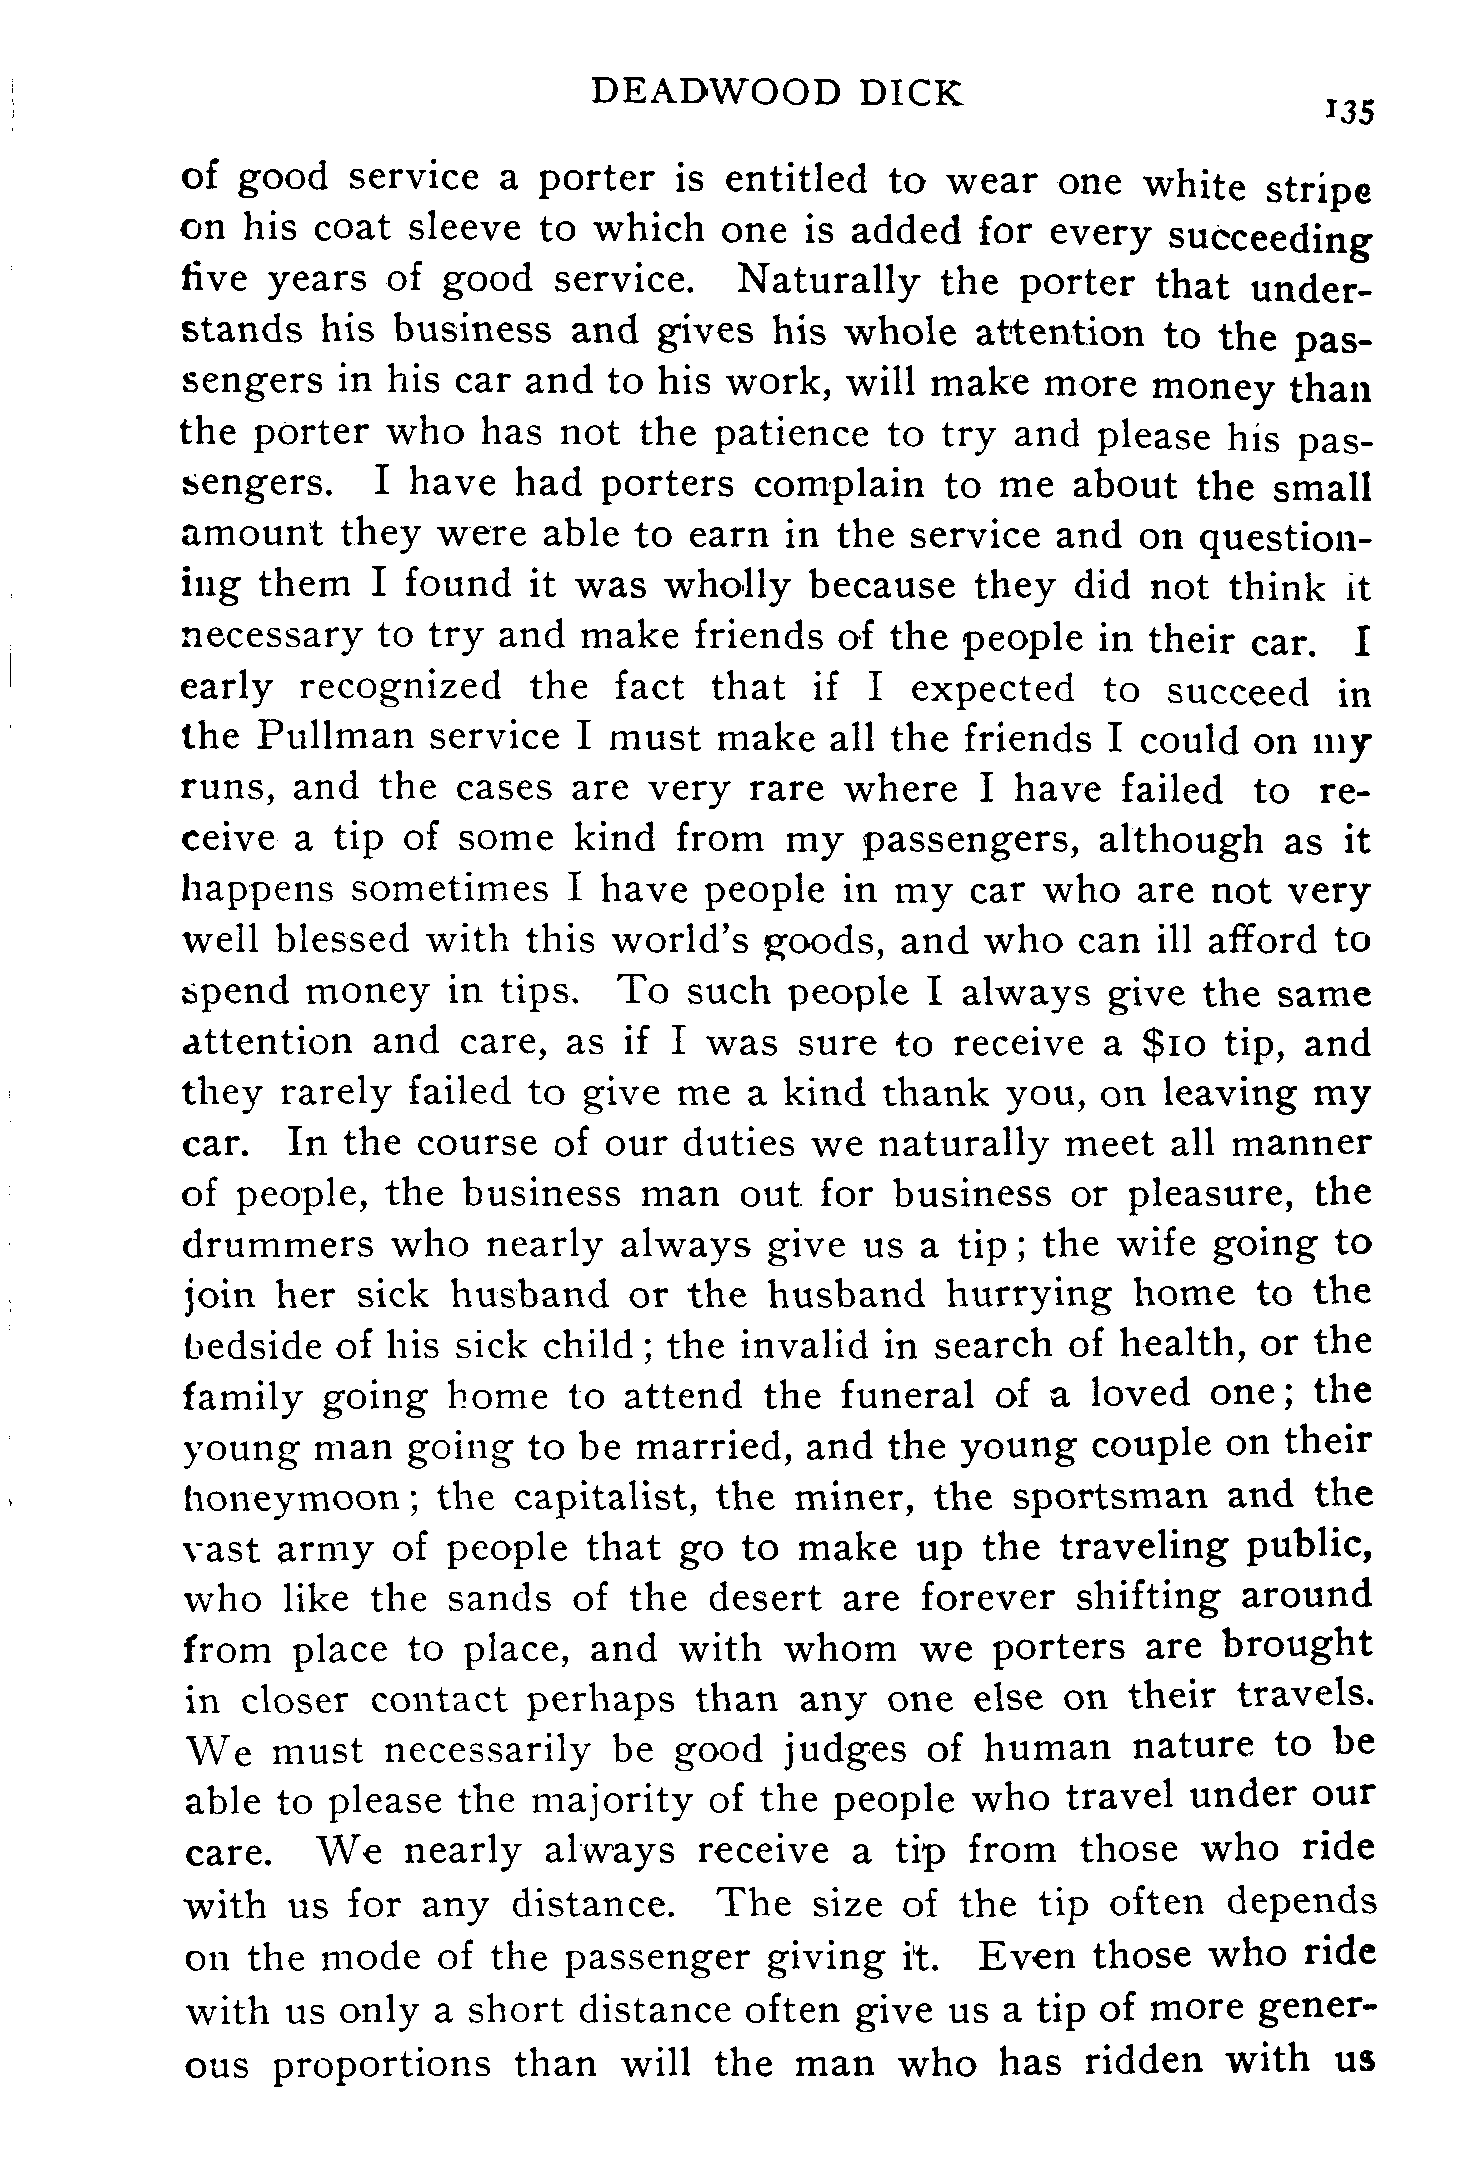 DEADWOOD DICK
135
of good service a porter is entitled to wear one white stripe
on his coat sleeve to which one is added for every succeeding
five years of good service. Naturally the porter that under-
stands his business and gives his whole attention to the pas-
sengers in his car and to his work, will make more money than
the porter who has not the patience to try and please his pas-
sengers. I have had porters complain to me about the small
amount they were able to earn in the service and on question-
ing them I found it was wholly because they did not think it
necessary to try and make friends of the people in their car. I
early recognized the fact that if I expected to succeed in
the Pullman service I must make all the friends I could on my
runs, and the cases are very rare where I have failed to re-
ceive a tip of some kind from my passengers, although as it
happens sometimes I have people in my car who are not very
well blessed with this world's goods, and who can ill afford to
spend money in tips. To such people I always give the same
attention and care, as if I was sure to receive a $10 tip, and
they rarely failed to give me a kind thank you, on leaving my
car. In the course of our duties we naturally meet all manner
of people, the business man out for business or pleasure, the
drummers who nearly always give us a tip; the wife going to
join her sick husband or the husband hurrying home to the
bedside of his sick child; the invalid in search of health, or the
family going home to attend the funeral of a loved one; the
young man going to be married, and the young couple on their
honeymoon; the capitalist, the miner, the sportsman and the
vast army of people that go to make up the traveling public,
who like the sands of the desert are forever shifting around
from place to place, and with whom we porters are brought
in closer contact perhaps than any one else on their travels.
We must necessarily be good judges of human nature to be
able to please the majority of the people who travel under our
care. We nearly always receive a tip from those who ride
with us for any distance. The size of the tip often depends
on the mode of the passenger giving it. Even those who ride
with us only a short distance often give us a tip of more gener-
ous proportions than will the man who has ridden with us